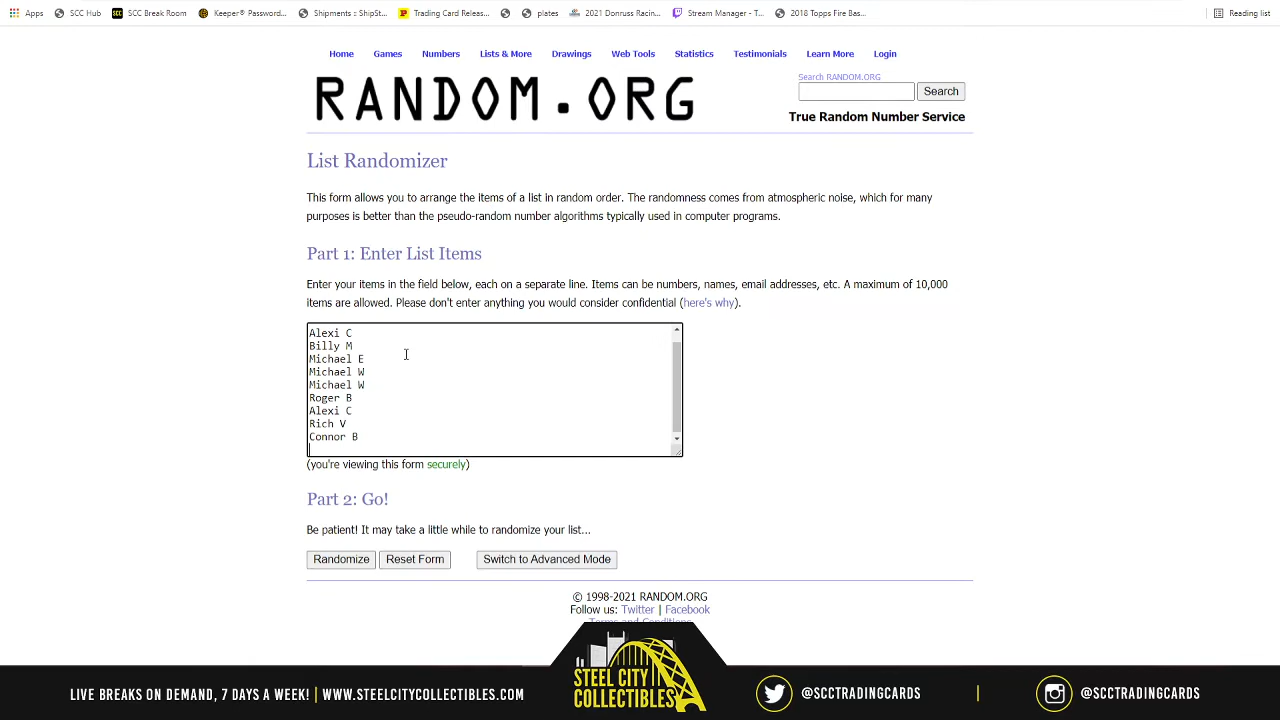 Apps SCC Hub SCC Break Room Keeper® Password... Shipments :: ShipSt... Trading Card Releas... plates 2021 Donruss Racin... Stream Manager - T... 2018 Topps Fire Bas... Reading list
Home Games Numbers Lists & More Drawings Web Tools Statistics Testimonials Learn More Login
RANDOM.ORG
Search RANDOM.ORG
Search
True Random Number Service
List Randomizer
This form allows you to arrange the items of a list in random order. The randomness comes from atmospheric noise, which for many
purposes is better than the pseudo-random number algorithms typically used in computer programs.
Part 1: Enter List Items
Enter your items in the field below, each on a separate line. Items can be numbers, names, email addresses, etc. A maximum of 10,000
items are allowed. Please don't enter anything you would consider confidential (here's why).
Alexi C
Billy M
Michael E
Michael W
Michael W
Roger B
Alexi C
Rich V
Connor B
(you're viewing this form securely)
Part 2: Go!
Be patient! It may take a little while to randomize your list...
Randomize Reset Form Switch to Advanced Mode
© 1998-2021 RANDOM.ORG
Follow us: Twitter | Facebook
Terms and Conditions
LIVE BREAKS ON DEMAND, 7 DAYS A WEEK! | WWW.STEELCITYCOLLECTIBLES.COM
STEEL CITY
COLLECTIBLES
@SCCTRADINGCARDS | @SCCTRADINGCARDS